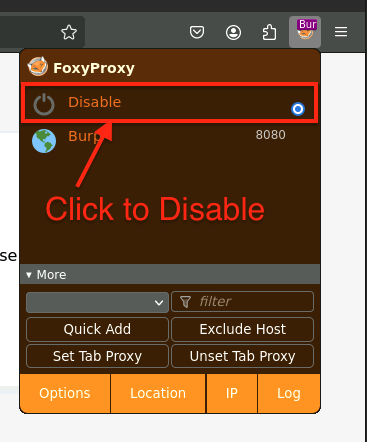 Bur
FoxyProxy
Disable
Burp 8080
Click to Disable
se
▾ More
filter
Quick Add Exclude Host
Set Tab Proxy Unset Tab Proxy
Options Location IP Log